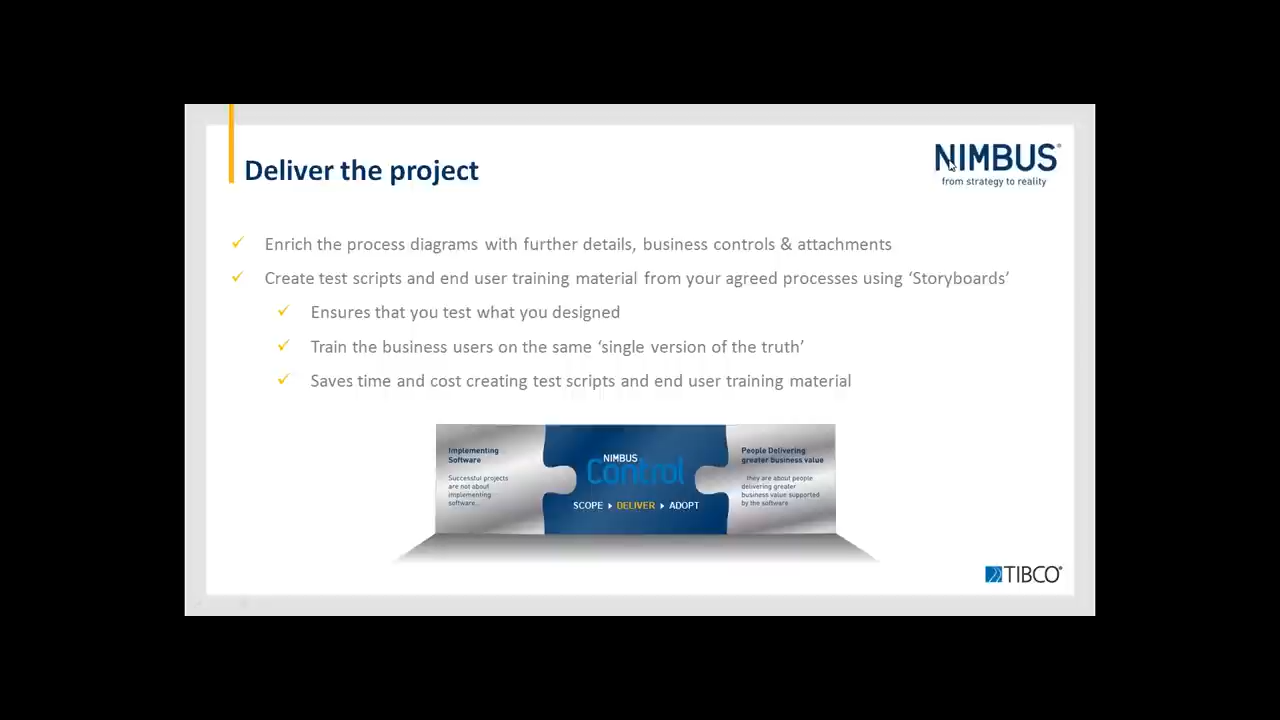 Deliver the project
NIMBUS®
from strategy to reality
Enrich the process diagrams with further details, business controls & attachments
Create test scripts and end user training material from your agreed processes using ‘Storyboards’
Ensures that you test what you designed
Train the business users on the same ‘single version of the truth’
Saves time and cost creating test scripts and end user training material
Implementing
Software
Successful projects
are not about
implementing
software...
NIMBUS
Control
SCOPE DELIVER ADOPT
People Delivering
greater business value
...they are about people
delivering greater
business value supported
by the software
TIBCO®